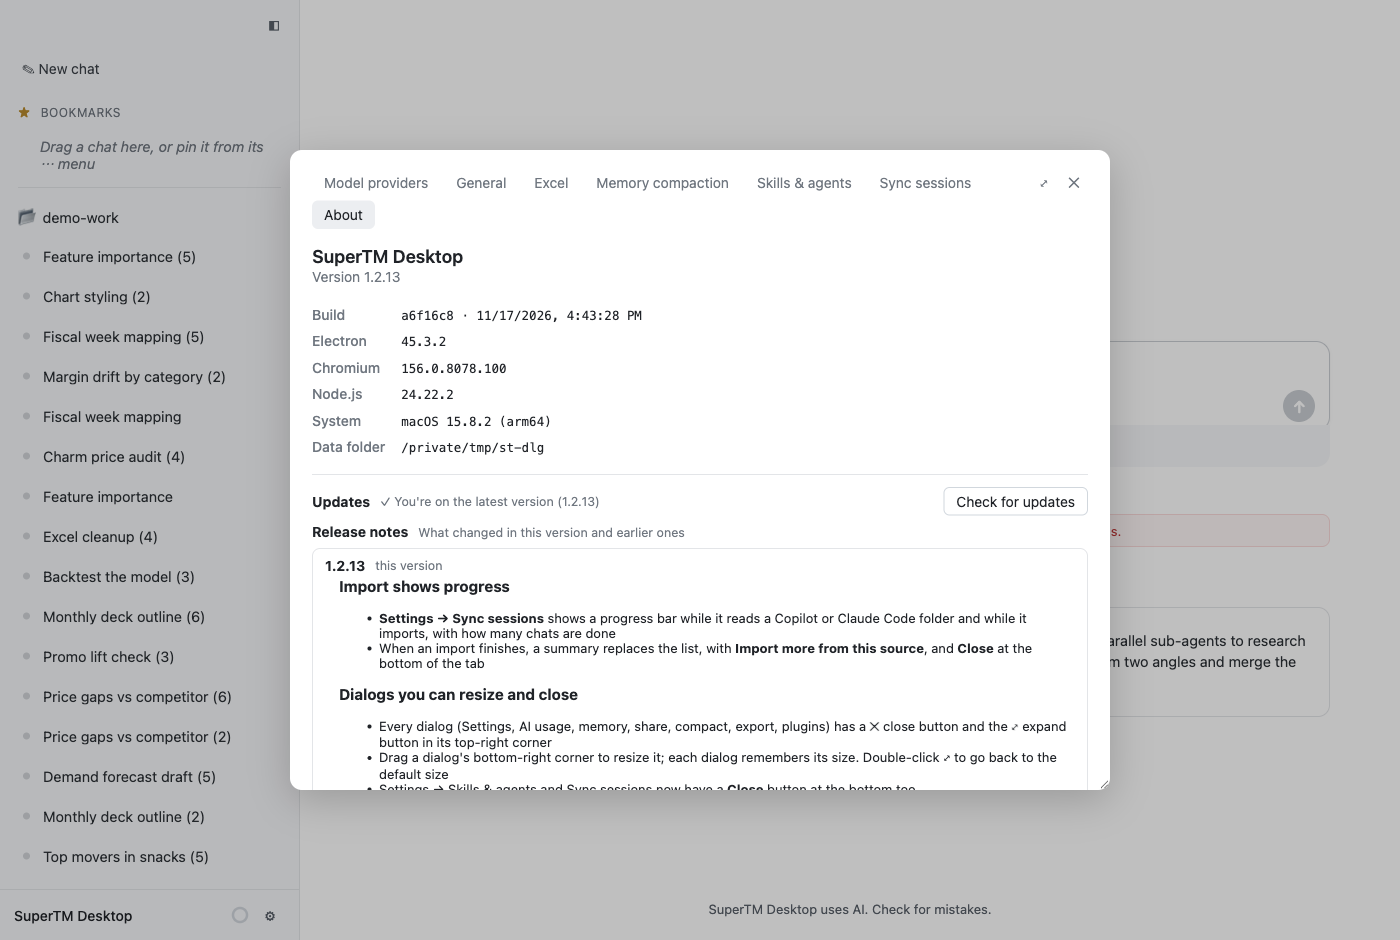 New chat
BOOKMARKS
Drag a chat here, or pin it from its
··· menu
demo-work
Feature importance (5)
Chart styling (2)
Fiscal week mapping (5)
Margin drift by category (2)
Fiscal week mapping
Charm price audit (4)
Feature importance
Excel cleanup (4)
Backtest the model (3)
Monthly deck outline (6)
Promo lift check (3)
Price gaps vs competitor (6)
Price gaps vs competitor (2)
Demand forecast draft (5)
Monthly deck outline (2)
Top movers in snacks (5)
SuperTM Desktop
Model providers General Excel Memory compaction Skills & agents Sync sessions
About
SuperTM Desktop
Version 1.2.13
Build a6f16c8 · 11/17/2026, 4:43:28 PM
Electron 45.3.2
Chromium 156.0.8078.100
Node.js 24.22.2
System macOS 15.8.2 (arm64)
Data folder /private/tmp/st-dlg
Updates ✓ You're on the latest version (1.2.13) Check for updates
Release notes What changed in this version and earlier ones
1.2.13 this version
Import shows progress
• Settings → Sync sessions shows a progress bar while it reads a Copilot or Claude Code folder and while it
imports, with how many chats are done
• When an import finishes, a summary replaces the list, with Import more from this source, and Close at the
bottom of the tab
Dialogs you can resize and close
• Every dialog (Settings, AI usage, memory, share, compact, export, plugins) has a ✕ close button and the ⤢ expand
button in its top-right corner
• Drag a dialog's bottom-right corner to resize it; each dialog remembers its size. Double-click ⤢ to go back to the
default size
• Settings → Skills & agents and Sync sessions now have a Close button at the bottom too
s.
arallel sub-agents to research
m two angles and merge the
SuperTM Desktop uses AI. Check for mistakes.